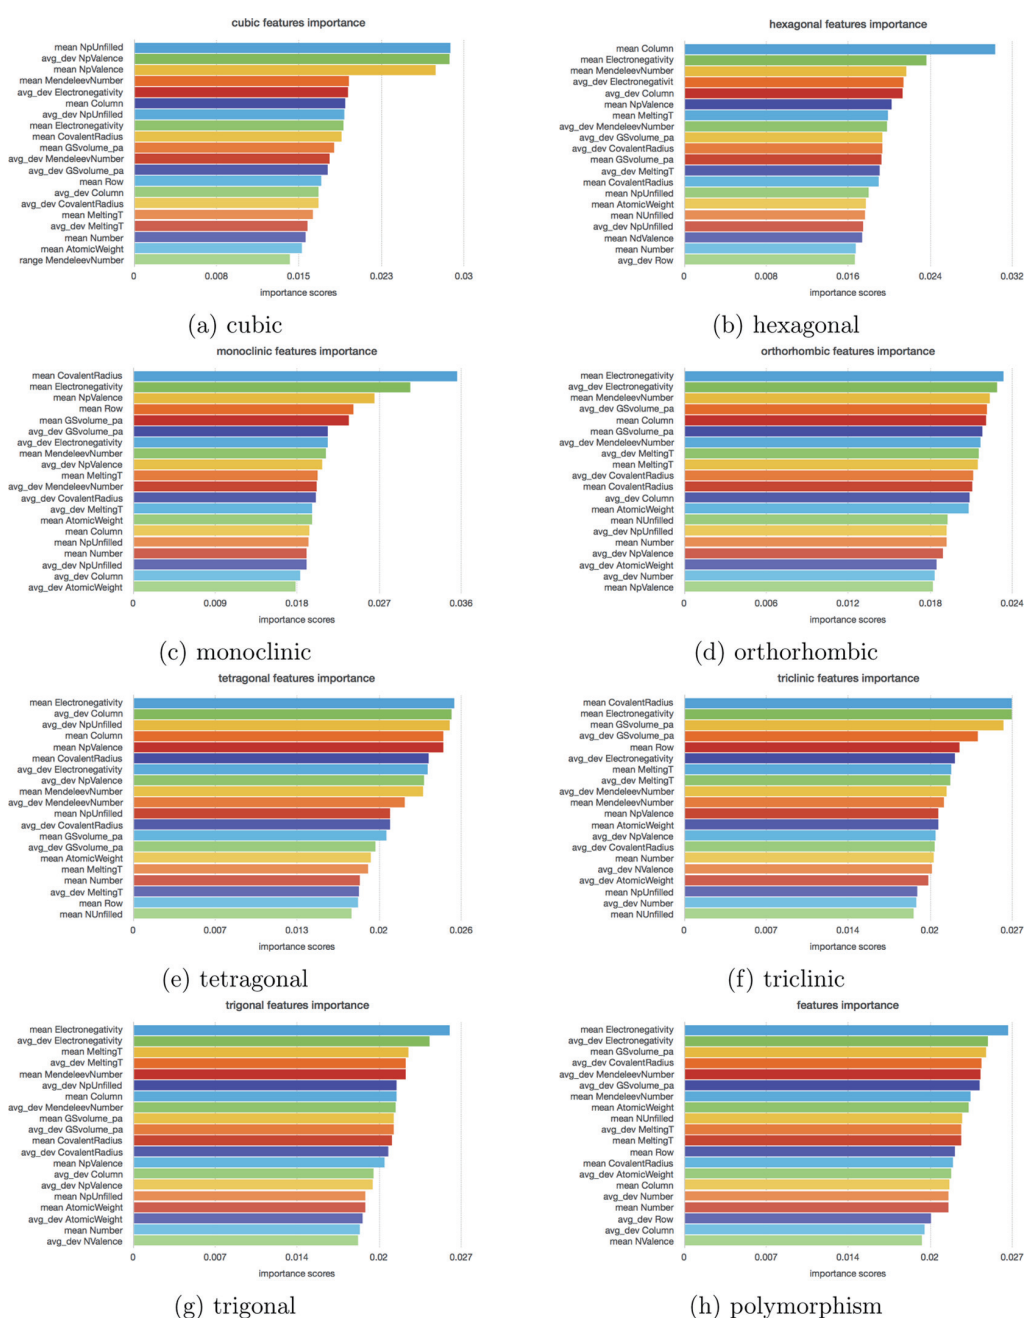 cubic features importance
mean NpUnfilled
avg_dev NpValence
mean NpValence
mean MendeleevNumber
avg_dev Electronegativity
mean Column
avg_dev NpUnfilled
mean Electronegativity
mean CovalentRadius
mean GSvolume_pa
avg_dev MendeleevNumber
avg_dev GSvolume_pa
mean Row
avg_dev Column
avg_dev CovalentRadius
mean MeltingT
avg_dev MeltingT
mean Number
mean AtomicWeight
range MendeleevNumber
0 0.008 0.015 0.023 0.03
importance scores
(a) cubic
hexagonal features importance
mean Column
mean Electronegativity
mean MendeleevNumber
avg_dev Electronegativit
avg_dev Column
mean NpValence
mean MeltingT
avg_dev MendeleevNumber
avg_dev GSvolume_pa
avg_dev CovalentRadius
mean GSvolume_pa
avg_dev MeltingT
mean CovalentRadius
mean NpUnfilled
mean AtomicWeight
mean NUnfilled
avg_dev NpUnfilled
mean NdValence
mean Number
avg_dev Row
0 0.008 0.016 0.024 0.032
importance scores
(b) hexagonal
monoclinic features importance
mean CovalentRadius
mean Electronegativity
mean NpValence
mean Row
mean GSvolume_pa
avg_dev GSvolume_pa
avg_dev Electronegativity
mean MendeleevNumber
avg_dev NpValence
mean MeltingT
avg_dev MendeleevNumber
avg_dev CovalentRadius
avg_dev MeltingT
mean AtomicWeight
mean Column
mean NpUnfilled
mean Number
avg_dev NpUnfilled
avg_dev Column
avg_dev AtomicWeight
0 0.009 0.018 0.027 0.036
importance scores
(c) monoclinic
orthorhombic features importance
mean Electronegativity
avg_dev Electronegativity
mean MendeleevNumber
avg_dev GSvolume_pa
mean Column
mean GSvolume_pa
avg_dev MendeleevNumber
avg_dev MeltingT
mean MeltingT
avg_dev CovalentRadius
mean CovalentRadius
avg_dev Column
mean AtomicWeight
mean NUnfilled
avg_dev NpUnfilled
mean Number
avg_dev NpValence
avg_dev AtomicWeight
avg_dev Number
mean NpValence
0 0.006 0.012 0.018 0.024
importance scores
(d) orthorhombic
tetragonal features importance
mean Electronegativity
avg_dev Column
avg_dev NpUnfilled
mean Column
mean NpValence
mean CovalentRadius
avg_dev Electronegativity
avg_dev NpValence
mean MendeleevNumber
avg_dev MendeleevNumber
mean NpUnfilled
avg_dev CovalentRadius
mean GSvolume_pa
avg_dev GSvolume_pa
mean AtomicWeight
mean MeltingT
mean Number
avg_dev MeltingT
mean Row
mean NUnfilled
0 0.007 0.013 0.02 0.026
importance scores
(e) tetragonal
triclinic features importance
mean CovalentRadius
mean Electronegativity
mean GSvolume_pa
avg_dev GSvolume_pa
mean Row
avg_dev Electronegativity
mean MeltingT
avg_dev MeltingT
avg_dev MendeleevNumber
mean MendeleevNumber
mean NpValence
mean AtomicWeight
avg_dev NpValence
avg_dev CovalentRadius
mean Number
avg_dev NValence
avg_dev AtomicWeight
mean NpUnfilled
avg_dev Number
mean NUnfilled
0 0.007 0.014 0.02 0.027
importance scores
(f) triclinic
trigonal features importance
mean Electronegativity
avg_dev Electronegativity
mean MeltingT
avg_dev MeltingT
mean MendeleevNumber
avg_dev NpUnfilled
mean Column
avg_dev MendeleevNumber
mean GSvolume_pa
avg_dev GSvolume_pa
mean CovalentRadius
avg_dev CovalentRadius
mean NpValence
avg_dev Column
avg_dev NpValence
mean NpUnfilled
mean AtomicWeight
avg_dev AtomicWeight
mean Number
avg_dev NValence
0 0.007 0.014 0.02 0.027
importance scores
(g) trigonal
features importance
mean Electronegativity
avg_dev Electronegativity
mean GSvolume_pa
avg_dev CovalentRadius
avg_dev MendeleevNumber
avg_dev GSvolume_pa
mean MendeleevNumber
mean AtomicWeight
mean NUnfilled
avg_dev MeltingT
mean MeltingT
mean Row
mean CovalentRadius
avg_dev AtomicWeight
mean Column
avg_dev Number
mean Number
avg_dev Row
avg_dev Column
mean NValence
0 0.007 0.014 0.02 0.027
importance scores
(h) polymorphism